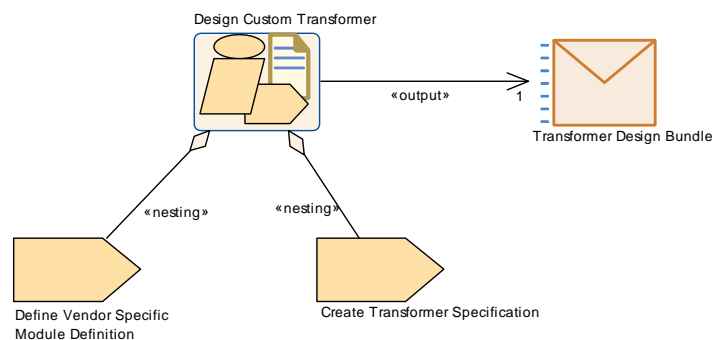 Design Custom Transformer
«output»
1
Transformer Design Bundle
«nesting»
«nesting»
Define Vendor Specific
Module Definition
Create Transformer Specification